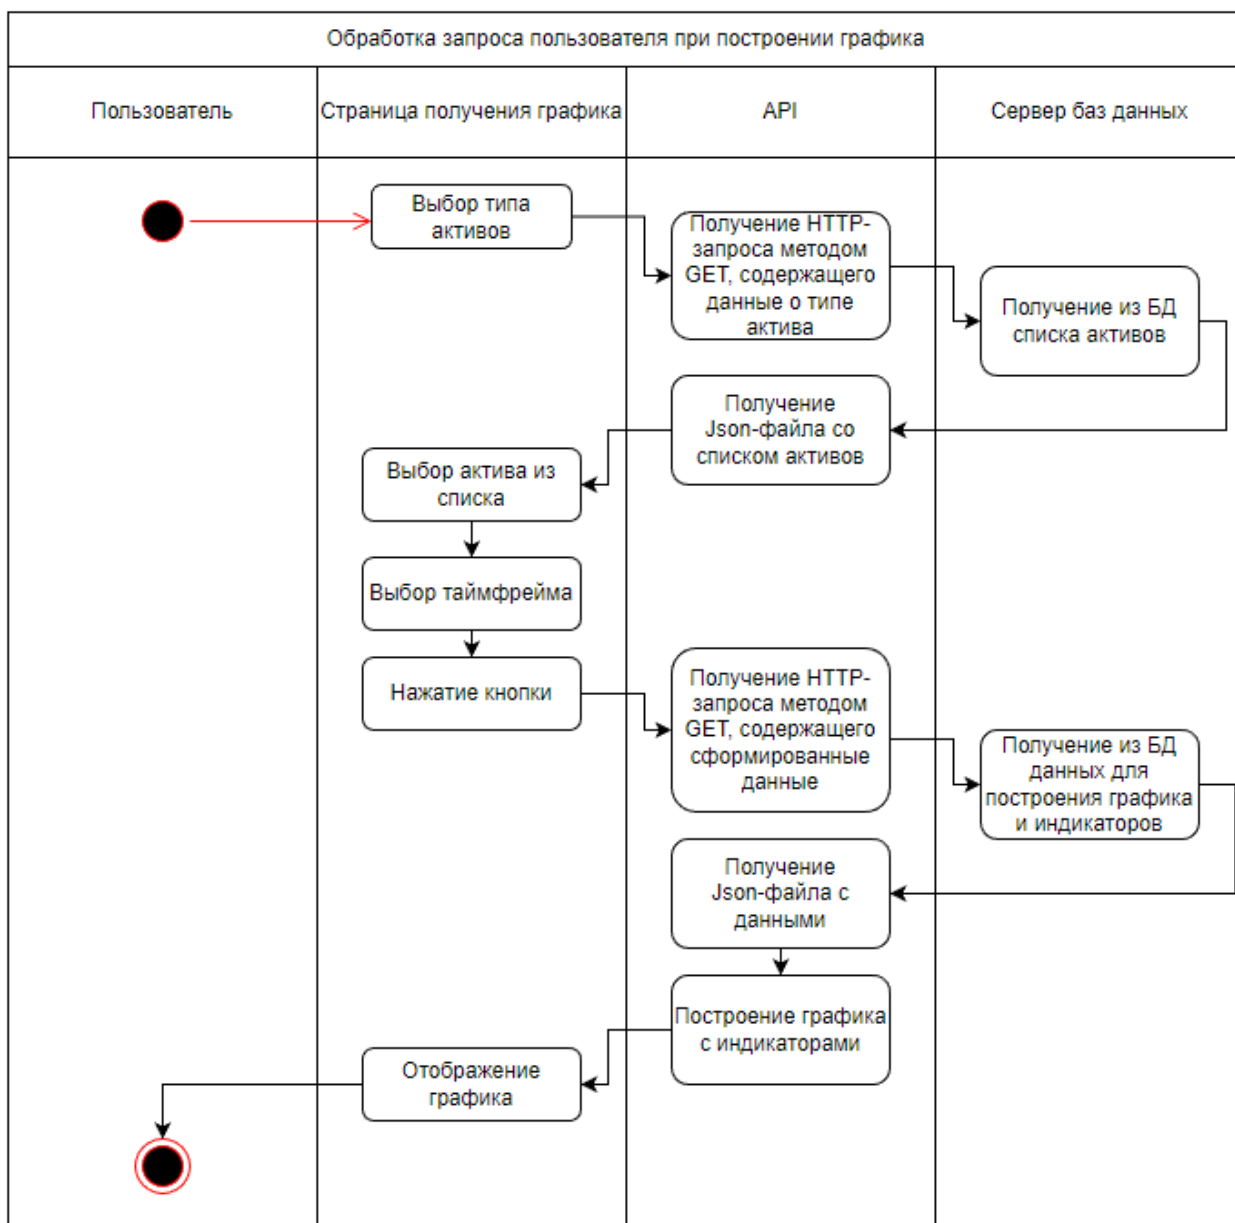 Обработка запроса пользователя при построении графика
Пользователь
Страница получения графика
API
Сервер баз данных
Выбор типа
активов
Получение HTTP-
запроса методом
GET, содержащего
данные о типе
актива
Получение из БД
списка активов
Получение
Json-файла со
списком активов
Выбор актива из
списка
Выбор таймфрейма
Нажатие кнопки
Получение HTTP-
запроса методом
GET, содержащего
сформированные
данные
Получение из БД
данных для
построения графика
и индикаторов
Получение
Json-файла с
данными
Построение графика
с индикаторами
Отображение
графика